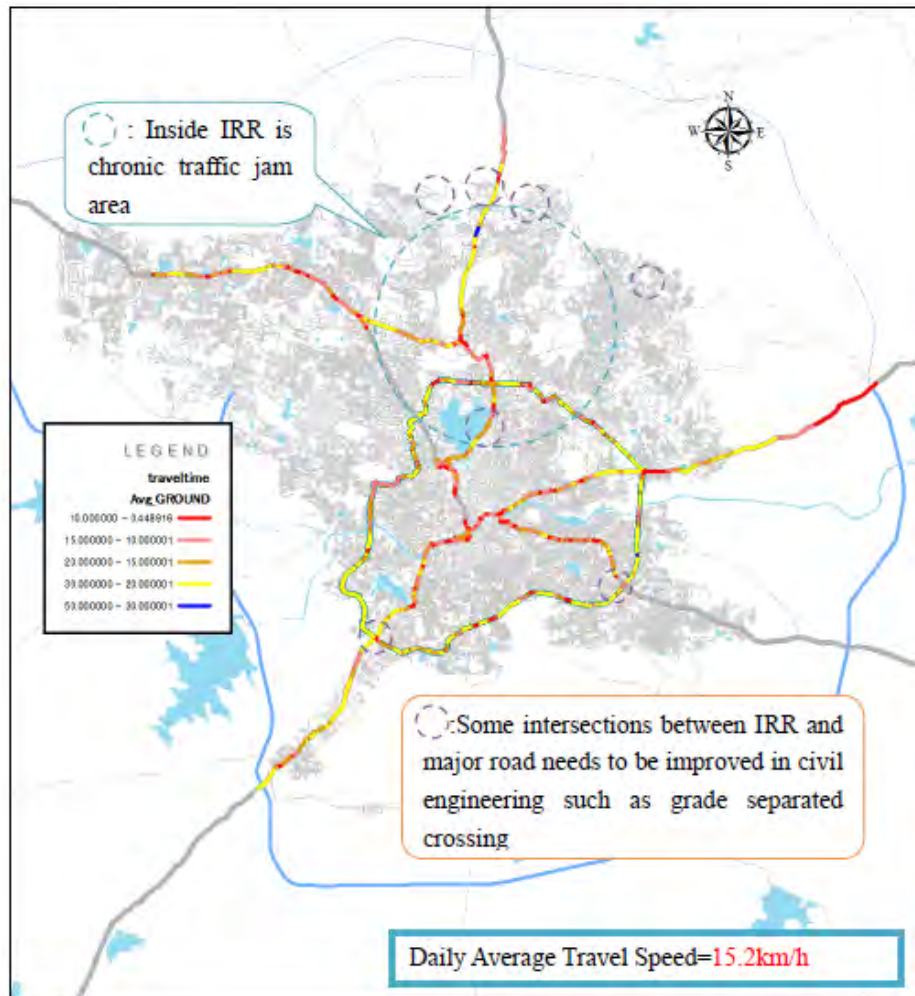 N
W E
S
: Inside IRR is
chronic traffic jam
area
LEGEND
traveltime
Avg_GROUND
15.000000 - 10.000001
20.000000 - 15.000001
30.000000 - 20.000001
50.000000 - 30.000001
:Some intersections between IRR and
major road needs to be improved in civil
engineering such as grade separated
crossing
Daily Average Travel Speed=15.2km/h